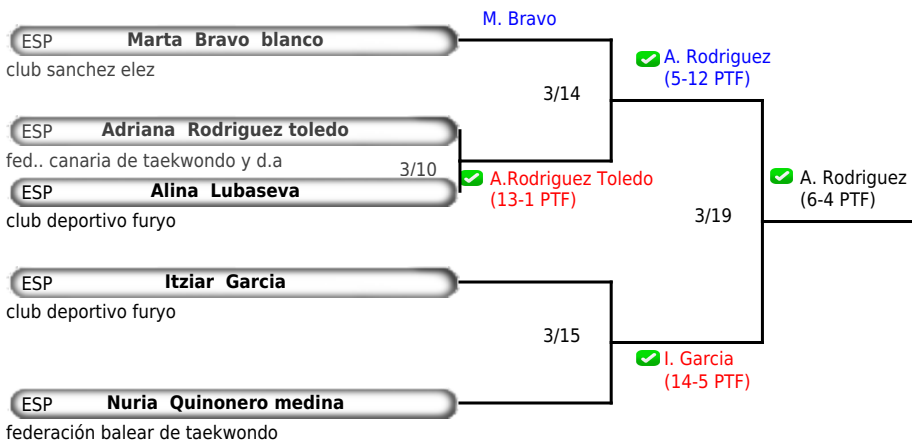 M. Bravo
ESP Marta Bravo blanco
club sanchez elez
A. Rodriguez
(5-12 PTF)
3/14
ESP Adriana Rodriguez toledo
fed.. canaria de taekwondo y d.a
3/10
ESP Alina Lubaseva
club deportivo furyo
A.Rodriguez Toledo
(13-1 PTF)
A. Rodriguez
(6-4 PTF)
3/19
ESP Itziar Garcia
club deportivo furyo
3/15
I. Garcia
(14-5 PTF)
ESP Nuria Quinonero medina
federación balear de taekwondo